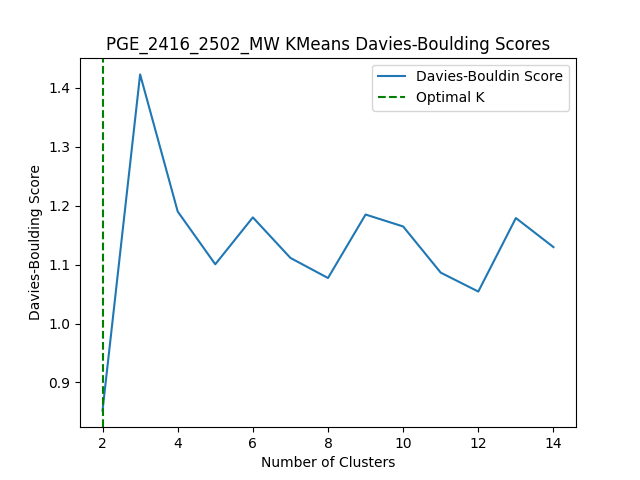 PGE_2416_2502_MW KMeans Davies-Boulding Scores
Davies-Bouldin Score
Optimal K
Davies-Boulding Score
1.4
1.3
1.2
1.1
1.0
0.9
2 4 6 8 10 12 14
Number of Clusters